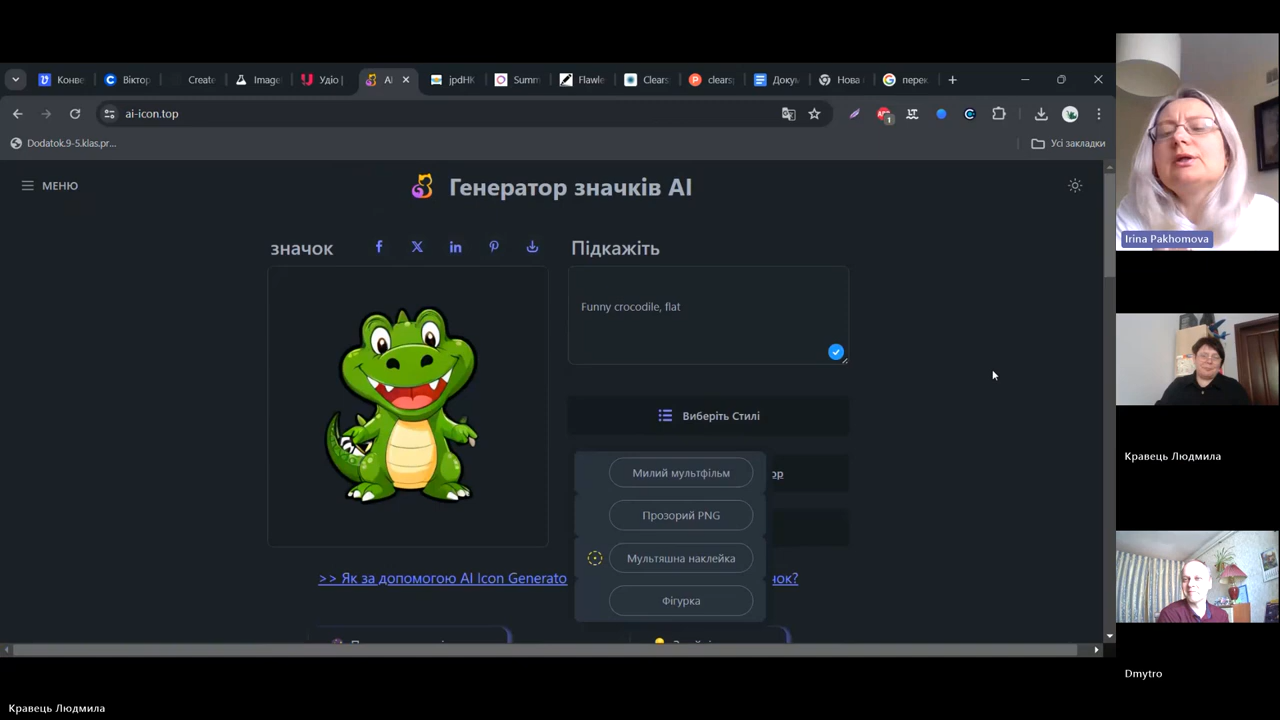 Конве
Віктор
Create
Image
Удіо |
Ai
jpdHK
Summ
Flawle
Clears
clears
Докум
Нова
перек
ai-icon.top
1
Dodatok.9-5.klas.pr...
Усі закладки
МЕНЮ
Генератор значків AI
значок
Підкажіть
Funny crocodile, flat
Виберіть Стилі
Милий мультфільм
ор
Прозорий PNG
Мультяшна наклейка
>> Як за допомогою AI Icon Generato
нок?
Фігурка
Irina Pakhomova
Кравець Людмила
Dmytro
Кравець Людмила